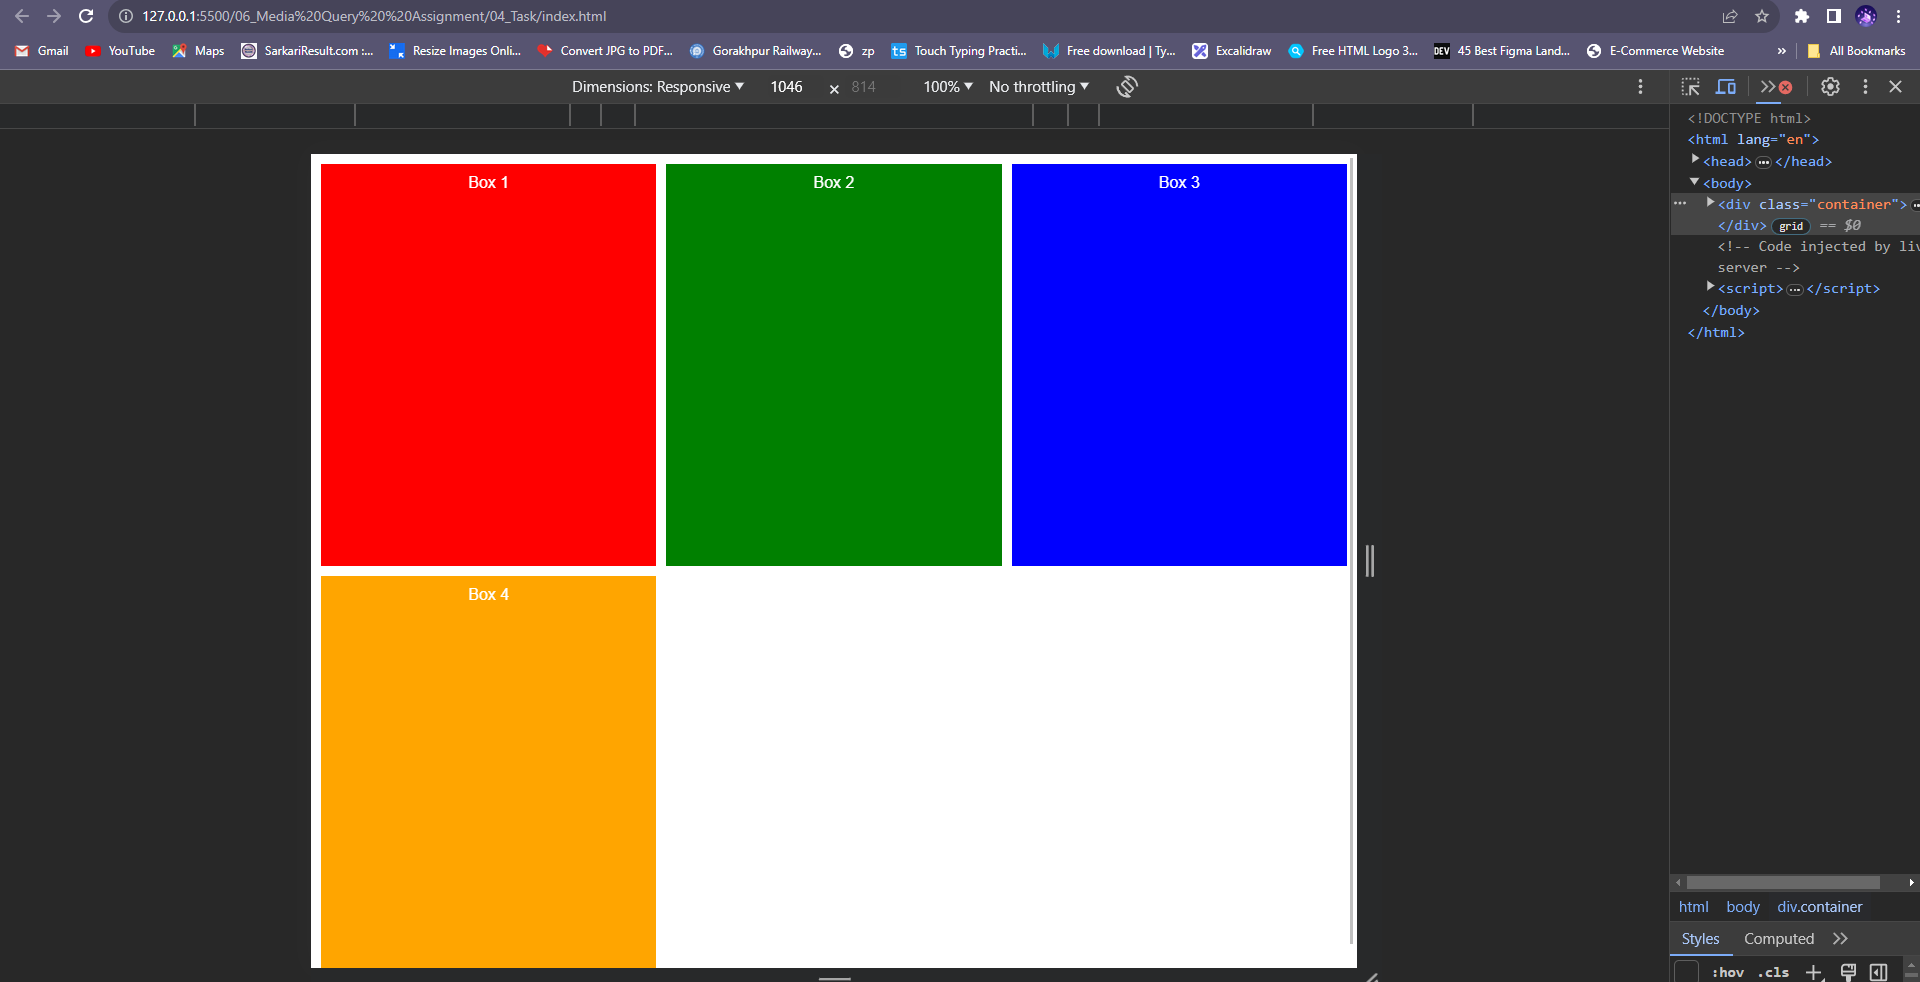 127.0.0.1:5500/06_Media%20Query%20%20Assignment/04_Task/index.html
Gmail YouTube Maps SarkariResult.com :... Resize Images Onli... Convert JPG to PDF... Gorakhpur Railway... zp ts Touch Typing Practi... Free download | Ty... Excalidraw Free HTML Logo 3... DEV 45 Best Figma Land... E-Commerce Website » All Bookmarks
Dimensions: Responsive 1046 × 814 100% No throttling
<!DOCTYPE html>
<html lang="en">
<head>…</head>
<body>
<div class="container">
</div> grid == $0
<!-- Code injected by liv
server -->
<script>…</script>
</body>
</html>
Box 1 Box 2 Box 3
Box 4
html body div.container
Styles Computed
:hov .cls